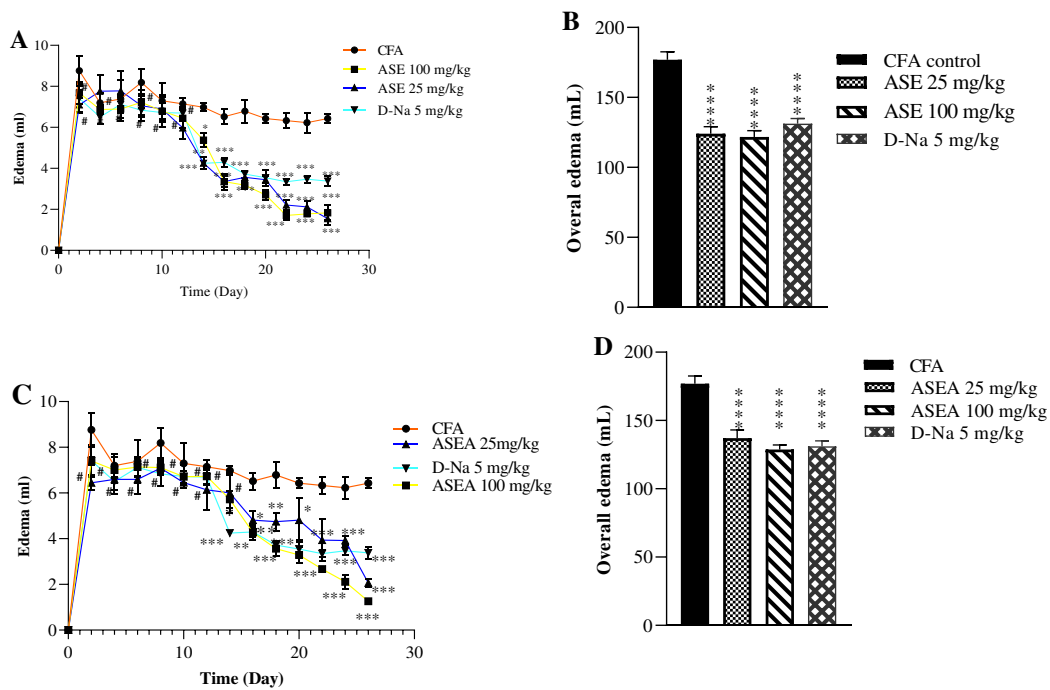 A
10
8
6
4
2
0
Edema (ml)
0
10
20
30
Time (Day)
CFA
ASE 100 mg/kg
ASE 25 mg/kg
D-Na 5 mg/kg
B
200
150
100
50
0
Overal edema (mL)
****
****
****
CFA control
ASE 25 mg/kg
ASE 100 mg/kg
D-Na 5 mg/kg
C
10
8
6
4
2
0
Edema (ml)
0
10
20
30
Time (Day)
CFA
ASEA 25mg/kg
D-Na 5 mg/kg
ASEA 100 mg/kg
D
200
150
100
50
0
Overall edema (mL)
****
****
****
CFA
ASEA 25 mg/kg
ASEA 100 mg/kg
D-Na 5 mg/kg